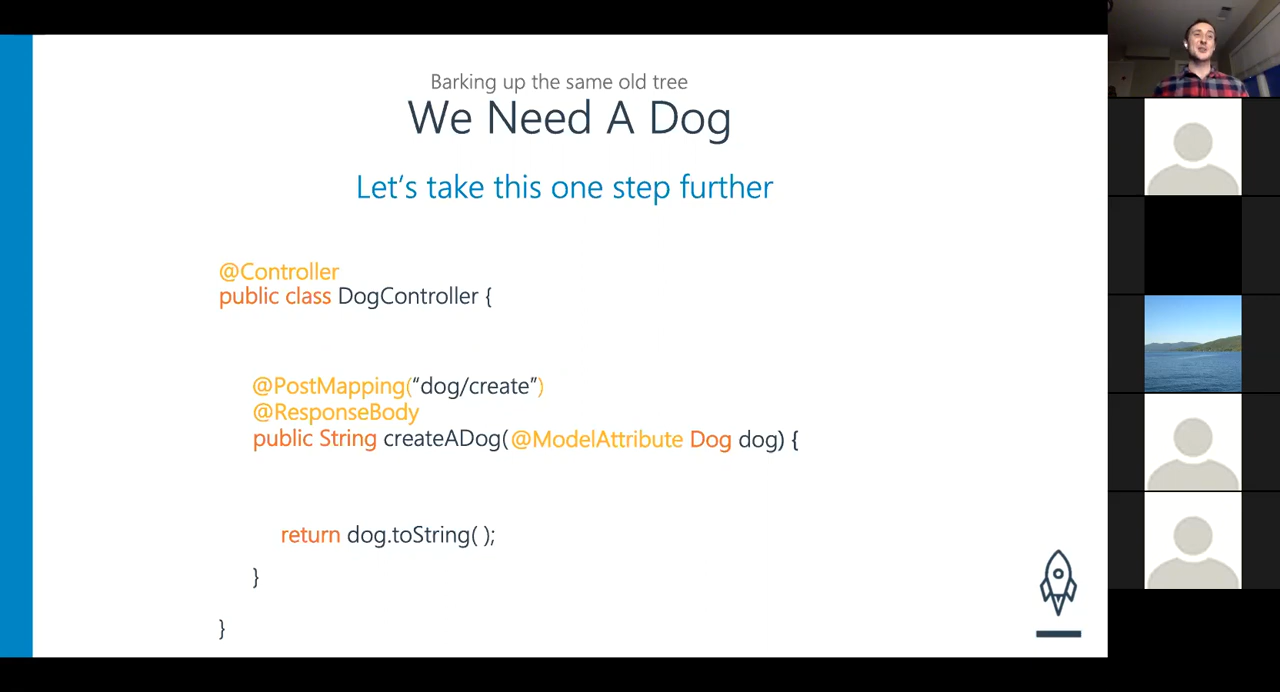 Barking up the same old tree
We Need A Dog
Let's take this one step further
@Controller
public class DogController {
@PostMapping(“dog/create”)
@ResponseBody
public String createADog(@ModelAttribute Dog dog) {
return dog.toString( );
}
}